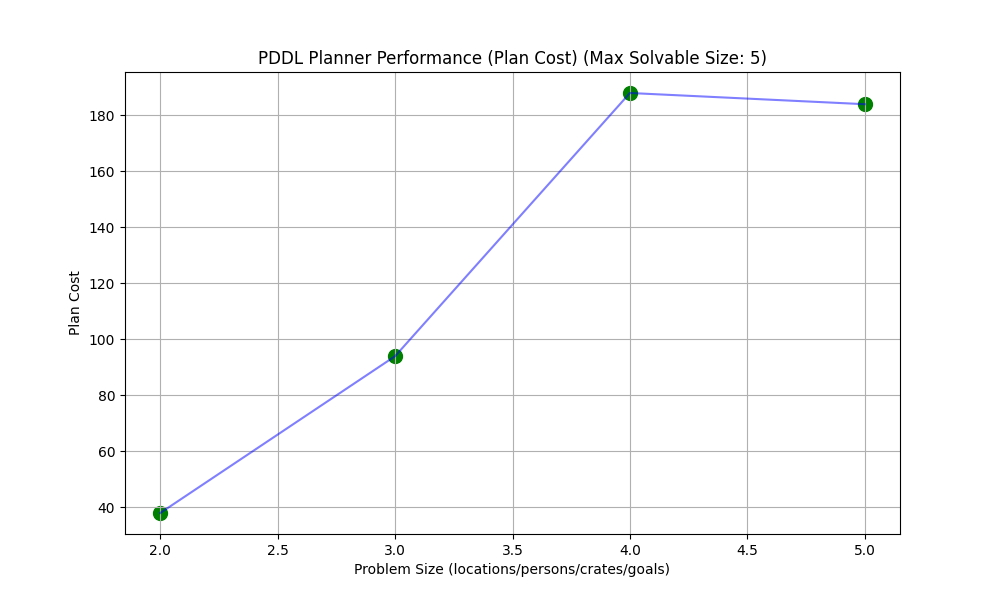 PDDL Planner Performance (Plan Cost) (Max Solvable Size: 5)
180
160
140
120
100
80
60
40
Plan Cost
2.0 2.5 3.0 3.5 4.0 4.5 5.0
Problem Size (locations/persons/crates/goals)